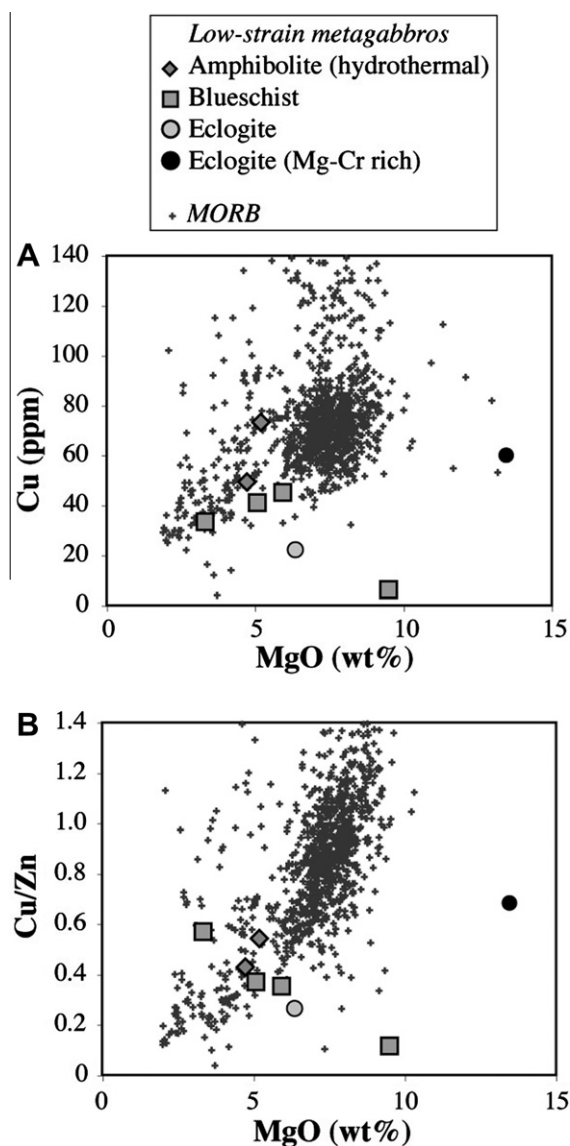 Low-strain metagabbros
Amphibolite (hydrothermal)
Blueschist
Eclogite
Eclogite (Mg-Cr rich)
MORB
A
140
120
100
80
60
40
20
0
Cu (ppm)
0 5 10 15
MgO (wt%)
B
1.4
1.2
1.0
0.8
0.6
0.4
0.2
0
Cu/Zn
0 5 10 15
MgO (wt%)